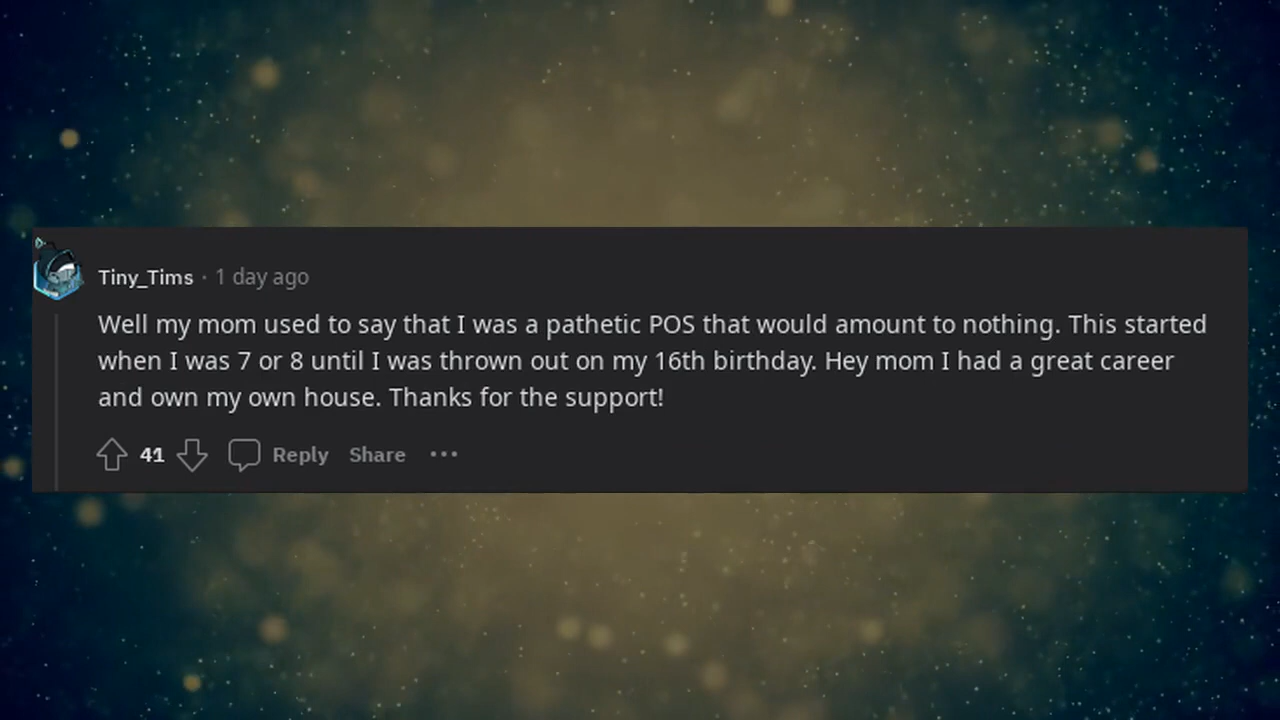 Tiny_Tims · 1 day ago
Well my mom used to say that I was a pathetic POS that would amount to nothing. This started
when I was 7 or 8 until I was thrown out on my 16th birthday. Hey mom I had a great career
and own my own house. Thanks for the support!
41 Reply Share •••